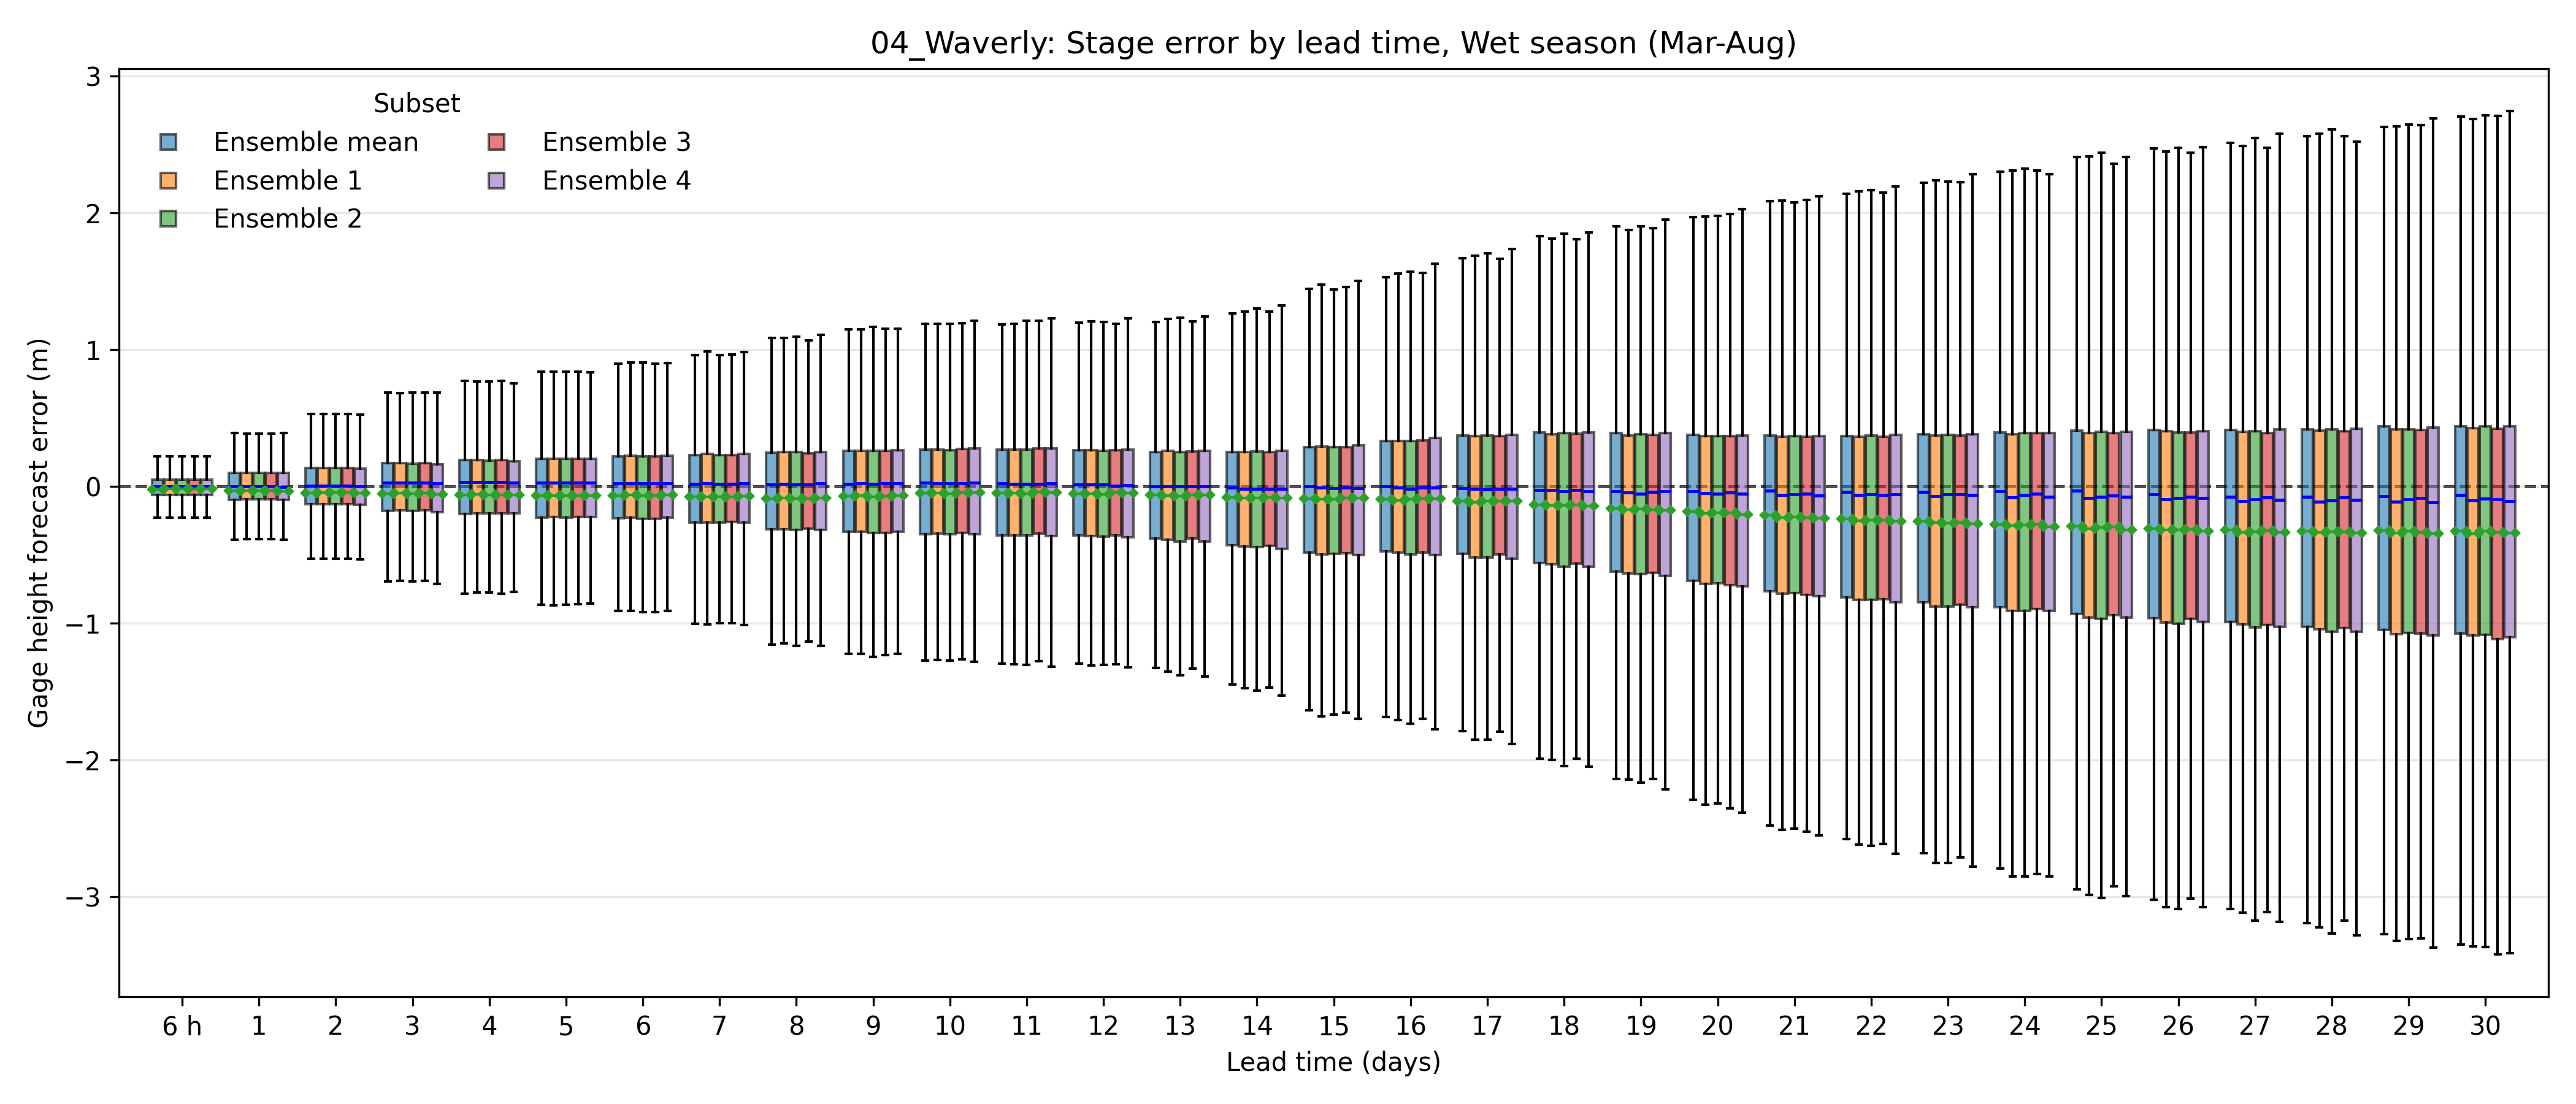 04_Waverly: Stage error by lead time, Wet season (Mar-Aug)
Subset
Ensemble mean
Ensemble 1
Ensemble 2
Ensemble 3
Ensemble 4
Gage height forecast error (m)
3
2
1
0
−1
−2
−3
6 h 1 2 3 4 5 6 7 8 9 10 11 12 13 14 15 16 17 18 19 20 21 22 23 24 25 26 27 28 29 30
Lead time (days)